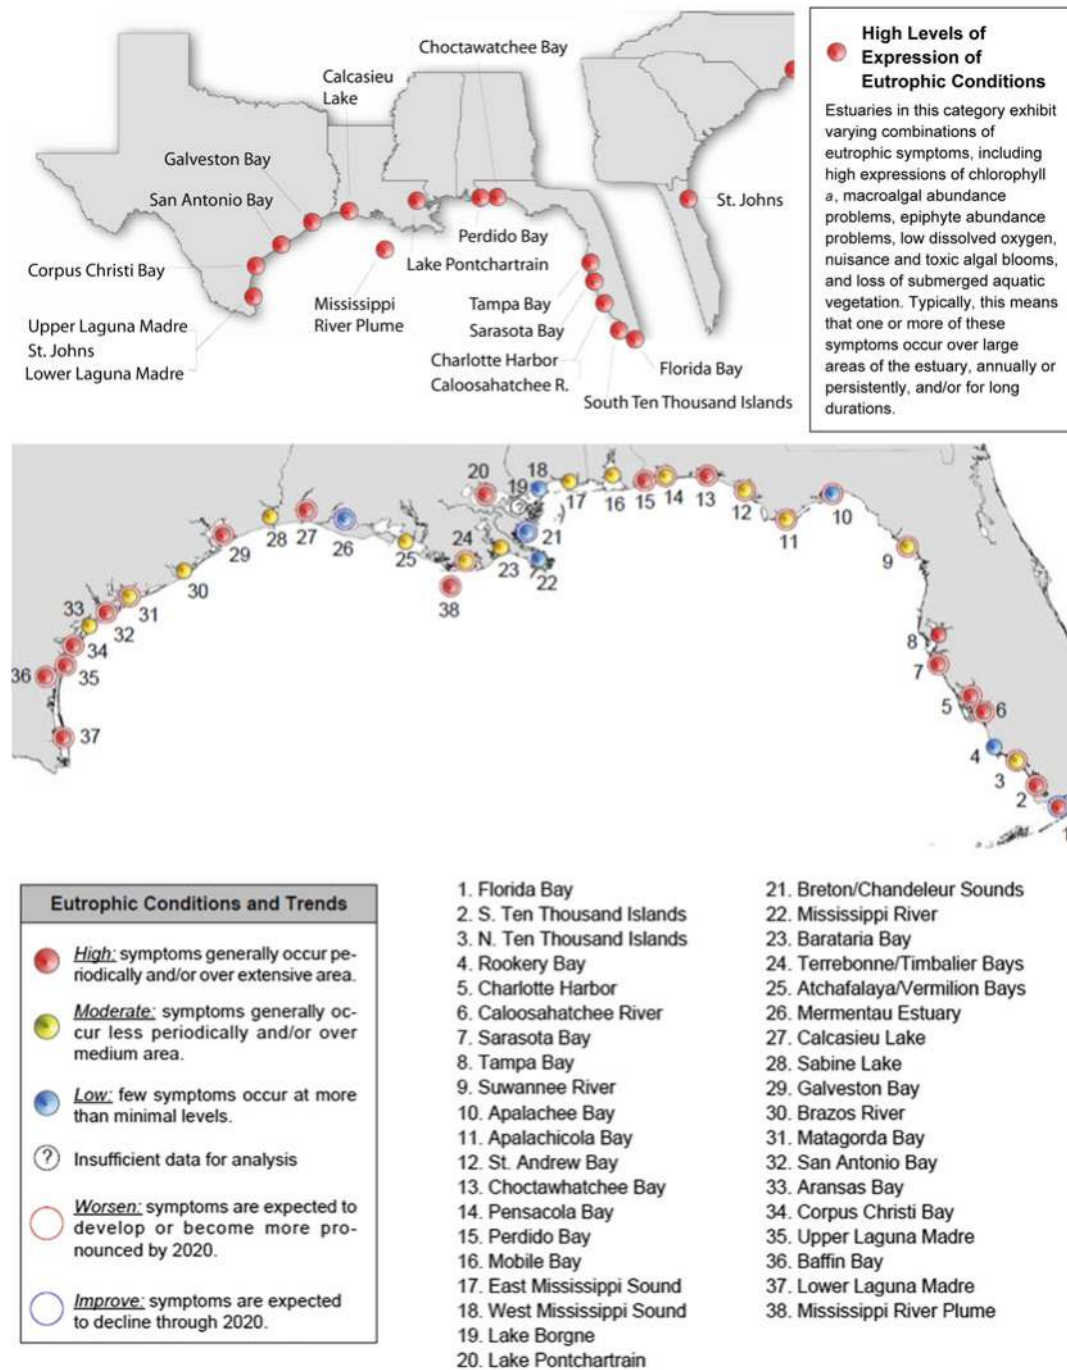 Choctawatchee Bay
Calcasieu
Lake
Galveston Bay
San Antonio Bay
Corpus Christi Bay
Upper Laguna Madre
St. Johns
Lower Laguna Madre
Mississippi
River Plume
Perdido Bay
Lake Pontchartrain
Tampa Bay
Sarasota Bay
Charlotte Harbor
Caloosahatchee R.
South Ten Thousand Islands
Florida Bay
St. Johns
High Levels of
Expression of
Eutrophic Conditions
Estuaries in this category exhibit
varying combinations of
eutrophic symptoms, including
high expressions of chlorophyll
a, macroalgal abundance
problems, epiphyte abundance
problems, low dissolved oxygen,
nuisance and toxic algal blooms,
and loss of submerged aquatic
vegetation. Typically, this means
that one or more of these
symptoms occur over large
areas of the estuary, annually or
persistently, and/or for long
durations.
20
18
19
17
16
15
14
13
12
11
10
9
8
7
5
6
4
3
2
21
22
23
24
25
26
27
28
29
30
31
32
33
34
35
36
37
38
Eutrophic Conditions and Trends
High: symptoms generally occur pe-
riodically and/or over extensive area.
Moderate: symptoms generally oc-
cur less periodically and/or over
medium area.
Low: few symptoms occur at more
than minimal levels.
? Insufficient data for analysis
Worsen: symptoms are expected to
develop or become more pro-
nounced by 2020.
Improve: symptoms are expected
to decline through 2020.
1. Florida Bay
2. S. Ten Thousand Islands
3. N. Ten Thousand Islands
4. Rookery Bay
5. Charlotte Harbor
6. Caloosahatchee River
7. Sarasota Bay
8. Tampa Bay
9. Suwannee River
10. Apalachee Bay
11. Apalachicola Bay
12. St. Andrew Bay
13. Choctawhatchee Bay
14. Pensacola Bay
15. Perdido Bay
16. Mobile Bay
17. East Mississippi Sound
18. West Mississippi Sound
19. Lake Borgne
20. Lake Pontchartrain
21. Breton/Chandeleur Sounds
22. Mississippi River
23. Barataria Bay
24. Terrebonne/Timbalier Bays
25. Atchafalaya/Vermilion Bays
26. Mermentau Estuary
27. Calcasieu Lake
28. Sabine Lake
29. Galveston Bay
30. Brazos River
31. Matagorda Bay
32. San Antonio Bay
33. Aransas Bay
34. Corpus Christi Bay
35. Upper Laguna Madre
36. Baffin Bay
37. Lower Laguna Madre
38. Mississippi River Plume